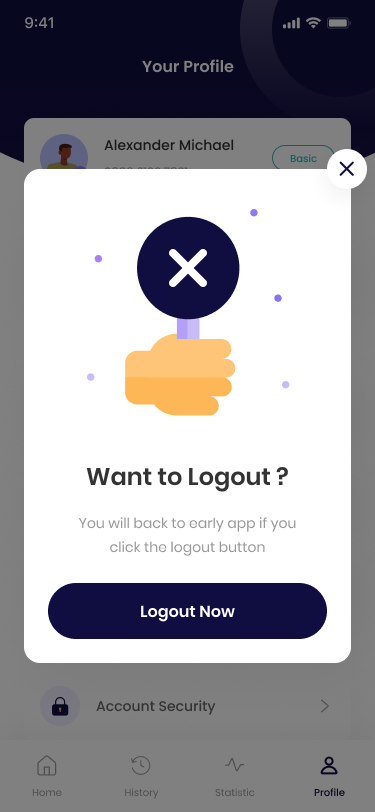 9:41
Your Profile
Alexander Michael
Basic
Want to Logout ?
You will back to early app if you
click the logout button
Logout Now
Account Security
Home
History
Statistic
Profile